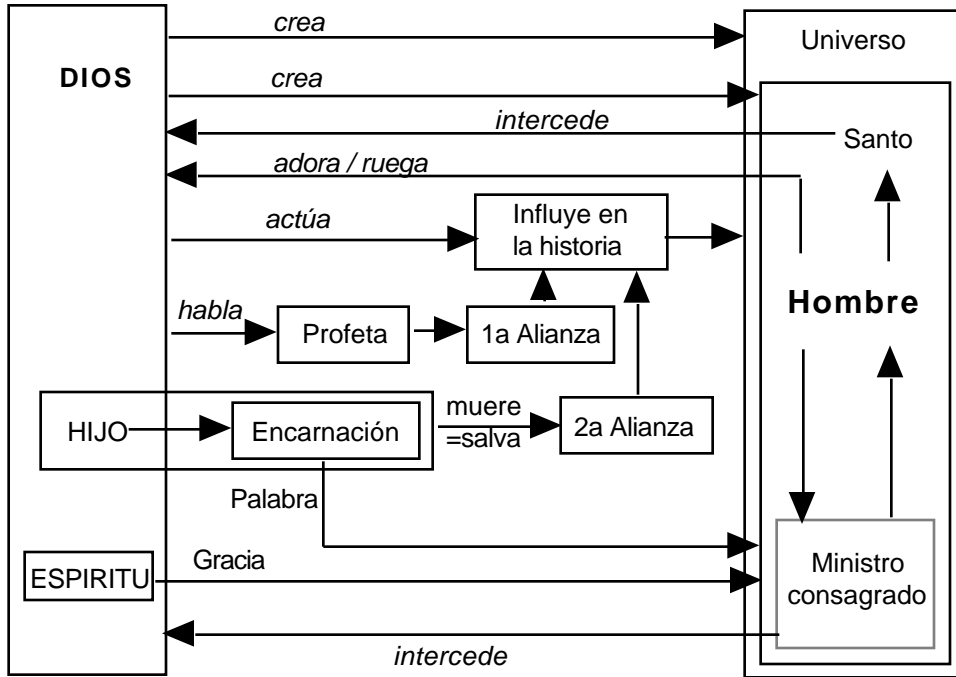 crea
Universo
DIOS
crea
intercede
Santo
adora / ruega
actúa
Influye en
la historia
Hombre
habla
Profeta
1a Alianza
HIJO
Encarnación
muere
=salva
2a Alianza
Palabra
ESPIRITU
Gracia
Ministro
consagrado
intercede